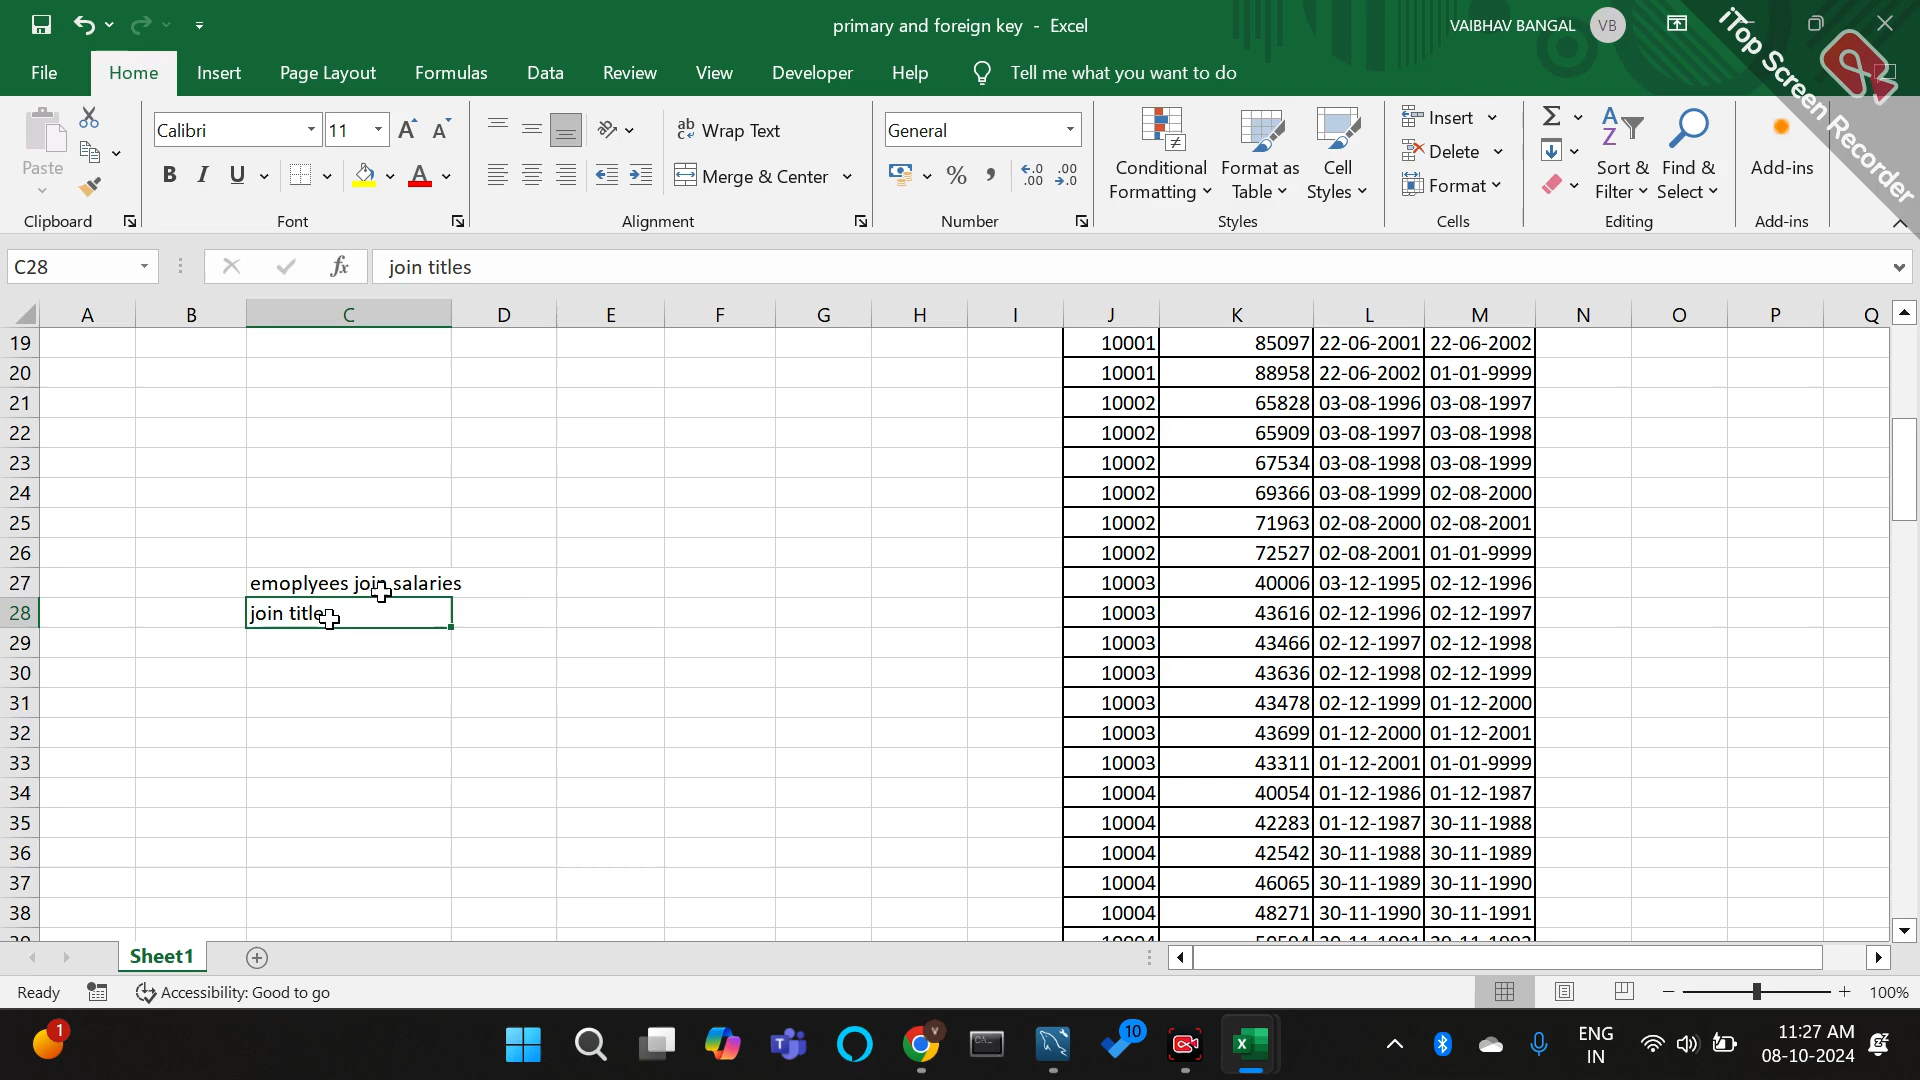 primary and foreign key - Excel
VAIBHAV BANGAL
VB
iTop Screen Recorder
File Home Insert Page Layout Formulas Data Review View Developer Help Tell me what you want to do
Paste
Clipboard
Calibri 11
B I U
Font
Wrap Text
Merge & Center
Alignment
General
Number
Conditional Formatting
Format as Table
Cell Styles
Styles
Insert
Delete
Format
Cells
Sort & Filter
Find & Select
Editing
Add-ins
Add-ins
C28 fx join titles
A B C D E F G H I J K L M N O P Q
19 10001 85097 22-06-2001 22-06-2002
20 10001 88958 22-06-2002 01-01-9999
21 10002 65828 03-08-1996 03-08-1997
22 10002 65909 03-08-1997 03-08-1998
23 10002 67534 03-08-1998 03-08-1999
24 10002 69366 03-08-1999 02-08-2000
25 10002 71963 02-08-2000 02-08-2001
26 10002 72527 02-08-2001 01-01-9999
27 emoplyees join salaries 10003 40006 03-12-1995 02-12-1996
28 join titles 10003 43616 02-12-1996 02-12-1997
29 10003 43466 02-12-1997 02-12-1998
30 10003 43636 02-12-1998 02-12-1999
31 10003 43478 02-12-1999 01-12-2000
32 10003 43699 01-12-2000 01-12-2001
33 10003 43311 01-12-2001 01-01-9999
34 10004 40054 01-12-1986 01-12-1987
35 10004 42283 01-12-1987 30-11-1988
36 10004 42542 30-11-1988 30-11-1989
37 10004 46065 30-11-1989 30-11-1990
38 10004 48271 30-11-1990 30-11-1991
Sheet1
Ready Accessibility: Good to go 100%
1
10
ENG
IN
11:27 AM
08-10-2024